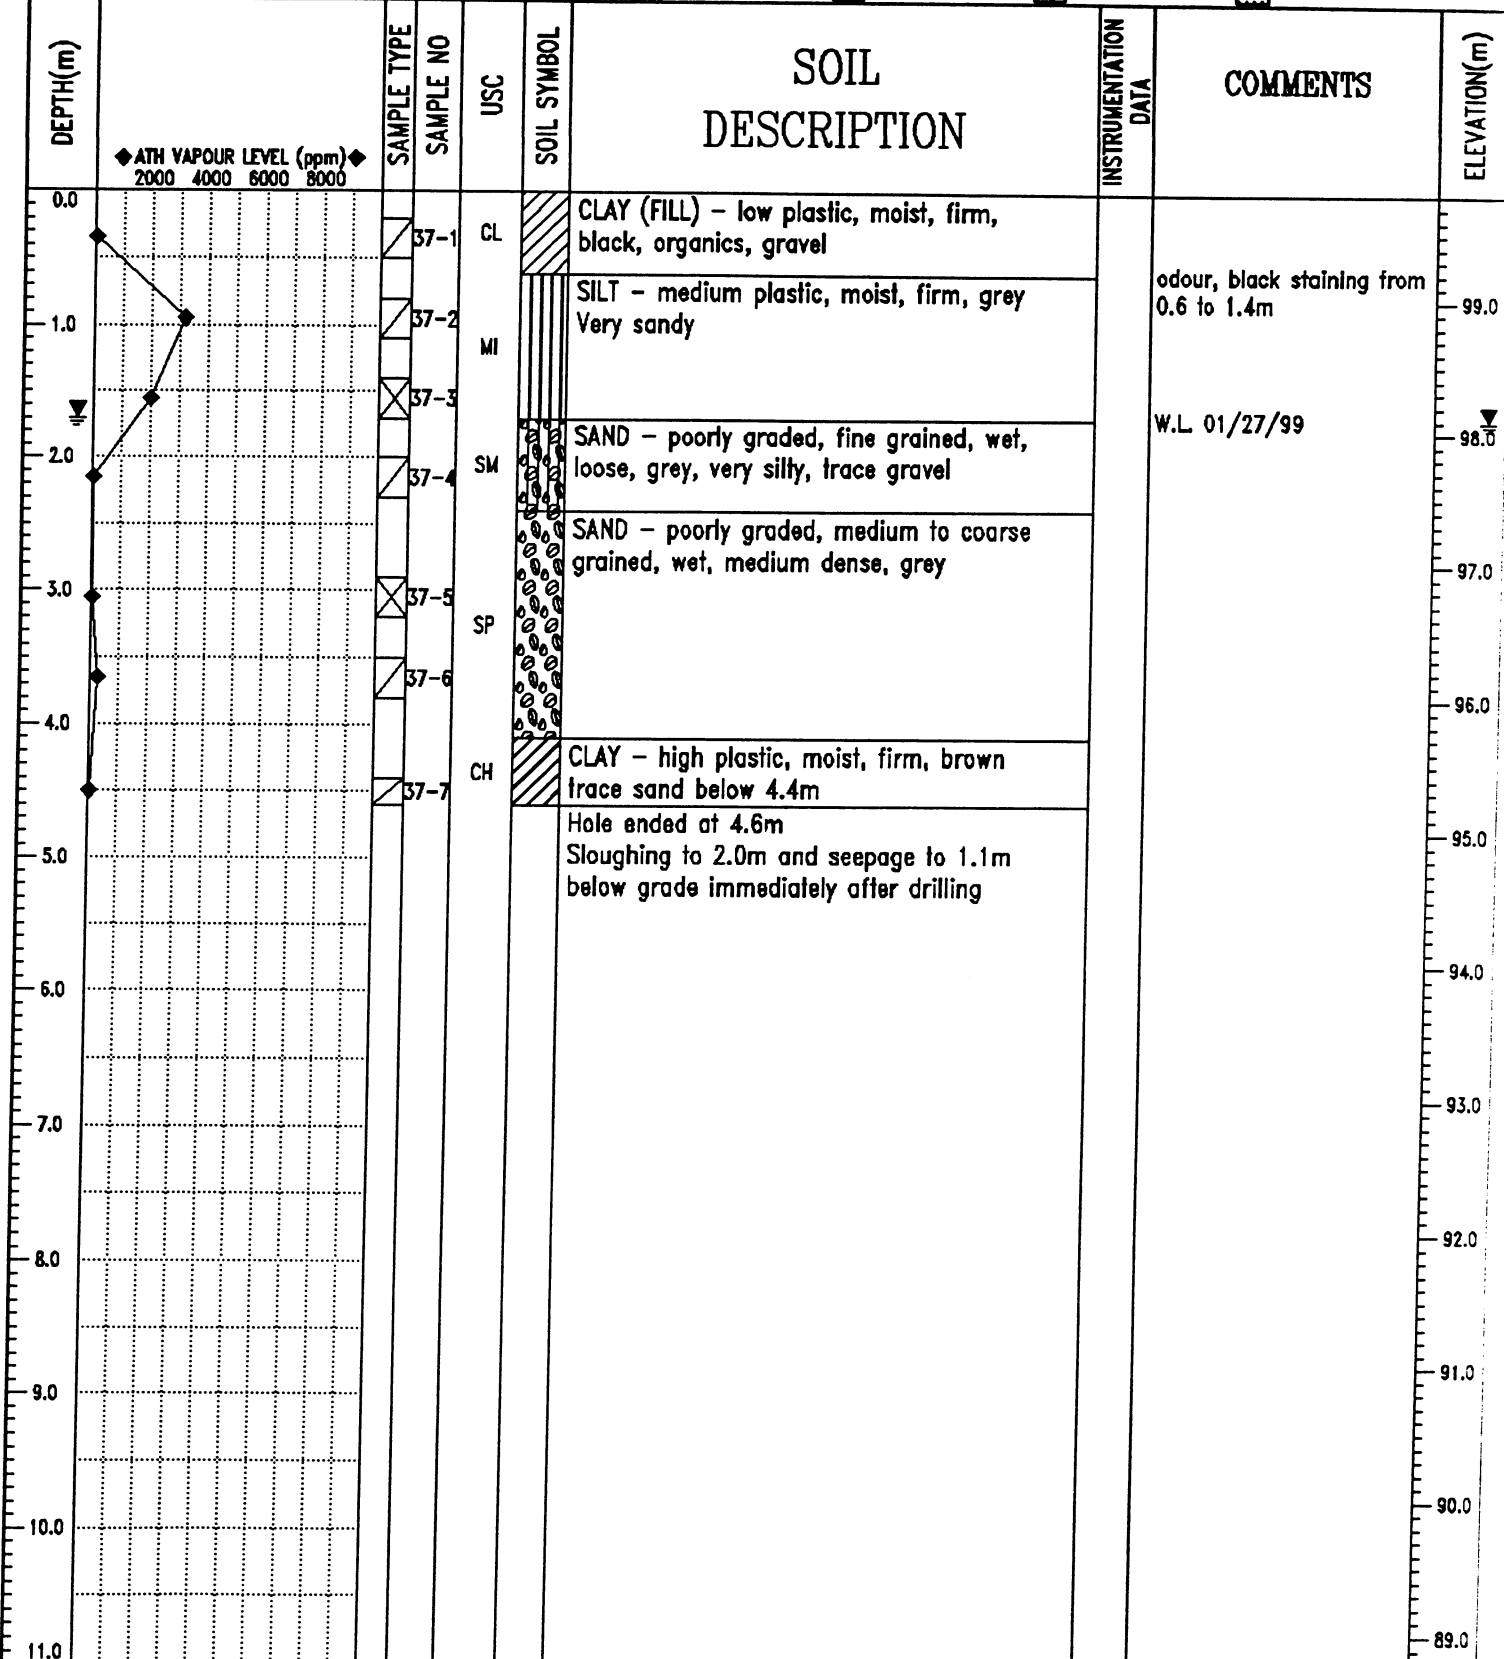 DEPTH(m)
◆ATH VAPOUR LEVEL (ppm)◆
2000 4000 6000 8000
SAMPLE TYPE
SAMPLE NO
USC
SOIL SYMBOL
SOIL
DESCRIPTION
INSTRUMENTATION
DATA
COMMENTS
ELEVATION(m)
0.0
37-1
CL
CLAY (FILL) – low plastic, moist, firm,
black, organics, gravel
SILT – medium plastic, moist, firm, grey
Very sandy
odour, black staining from
0.6 to 1.4m
99.0
1.0
37-2
MI
37-3
W.L. 01/27/99
98.0
SAND – poorly graded, fine grained, wet,
loose, grey, very silty, trace gravel
2.0
37-4
SM
SAND – poorly graded, medium to coarse
grained, wet, medium dense, grey
97.0
3.0
37-5
SP
37-6
96.0
4.0
CLAY – high plastic, moist, firm, brown
trace sand below 4.4m
CH
37-7
Hole ended at 4.6m
95.0
5.0
Sloughing to 2.0m and seepage to 1.1m
below grade immediately after drilling
94.0
6.0
93.0
7.0
92.0
8.0
91.0
9.0
90.0
10.0
89.0
11.0